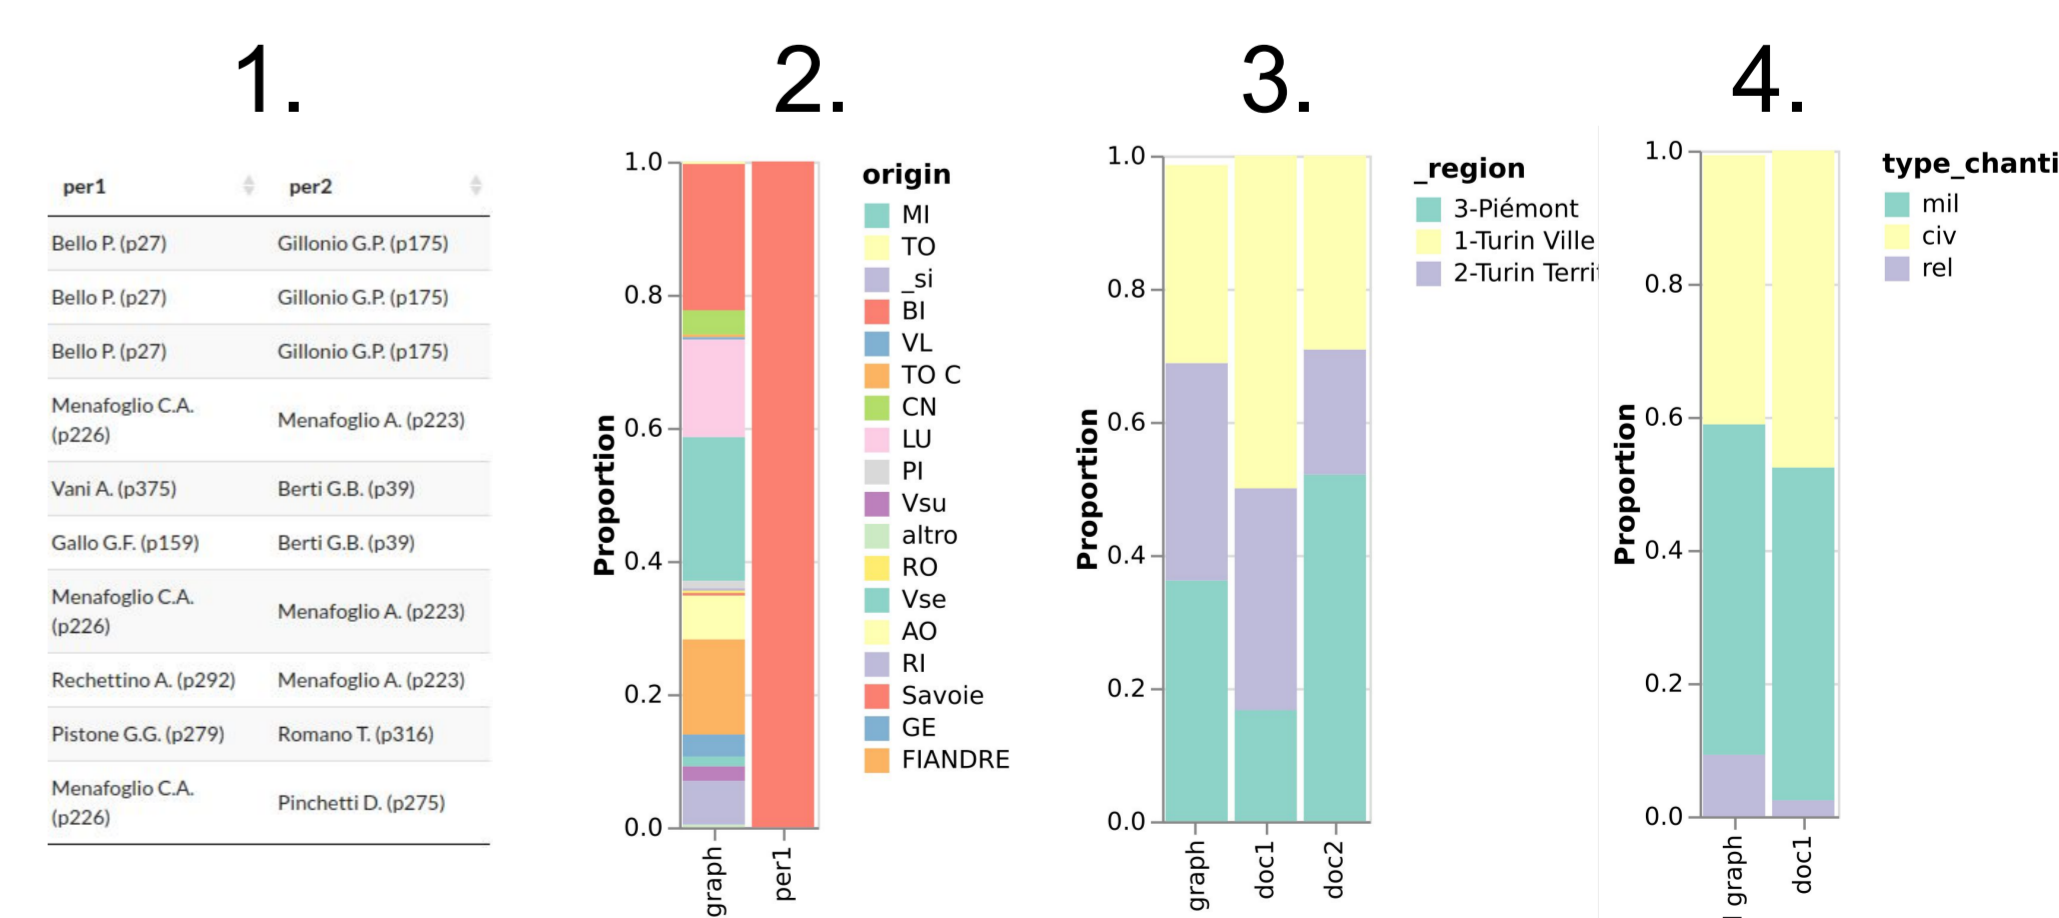 1.
2.
3.
4.
per1 per2
Bello P. (p27) Gillonio G.P. (p175)
Bello P. (p27) Gillonio G.P. (p175)
Bello P. (p27) Gillonio G.P. (p175)
Menafoglio C.A.
(p226)
Menafoglio A. (p223)
Vani A. (p375) Berti G.B. (p39)
Gallo G.F. (p159) Berti G.B. (p39)
Menafoglio C.A.
(p226)
Menafoglio A. (p223)
Rechettino A. (p292) Menafoglio A. (p223)
Pistone G.G. (p279) Romano T. (p316)
Menafoglio C.A.
(p226)
Pinchetti D. (p275)
Proportion
1.0
0.8
0.6
0.4
0.2
0.0
graph
per1
origin
MI
TO
_si
BI
VL
TO C
CN
LU
PI
Vsu
altro
RO
Vse
AO
RI
Savoie
GE
FIANDRE
Proportion
1.0
0.8
0.6
0.4
0.2
0.0
graph
doc1
doc2
_region
3-Piémont
1-Turin Ville
2-Turin Terri
Proportion
1.0
0.8
0.6
0.4
0.2
0.0
graph
doc1
type_chanti
mil
civ
rel